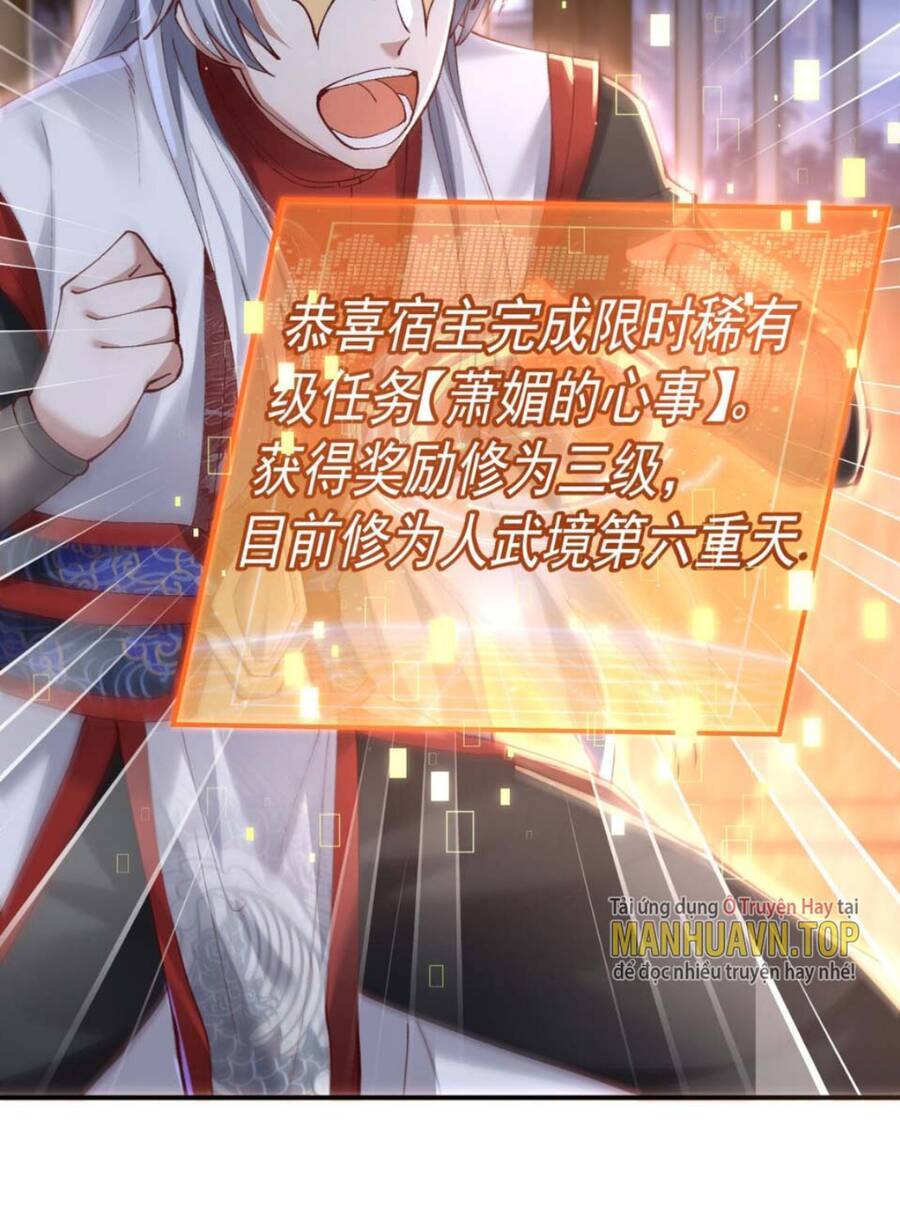 恭喜宿主完成限时稀有
级任务【萧媚的心事】。
获得奖励修为三级，
目前修为人武境第六重天.
Tải ứng dụng Ô Truyện Hay tại
MANHUAVN.TOP
để đọc nhiều truyện hay nhé!